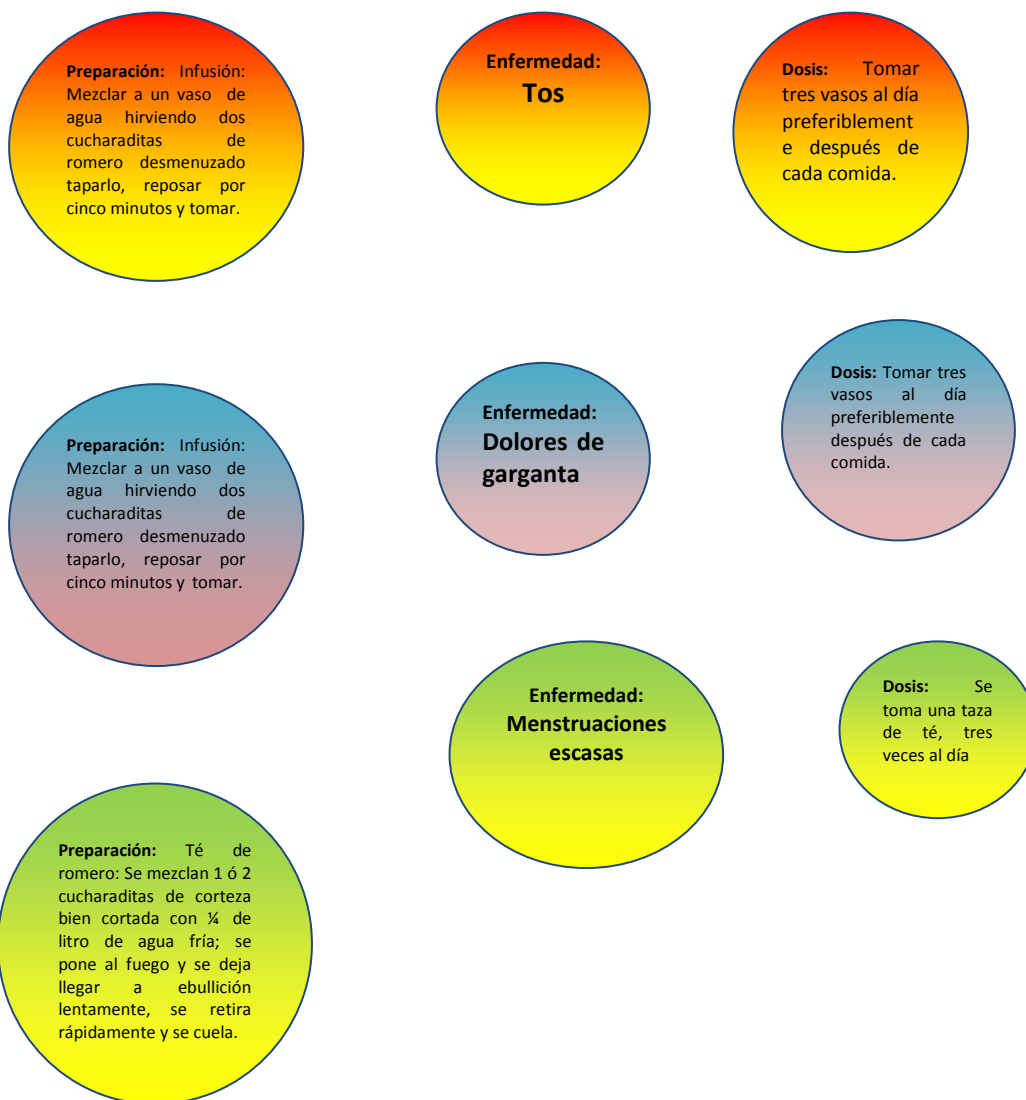 Preparación: Infusión:
Mezclar a un vaso de
agua hirviendo dos
cucharaditas de
romero desmenuzado
taparlo, reposar por
cinco minutos y tomar.
Enfermedad:
Tos
Dosis: Tomar
tres vasos al día
preferiblement
e después de
cada comida.
Preparación: Infusión:
Mezclar a un vaso de
agua hirviendo dos
cucharaditas de
romero desmenuzado
taparlo, reposar por
cinco minutos y tomar.
Enfermedad:
Dolores de
garganta
Dosis: Tomar tres
vasos al día
preferiblemente
después de cada
comida.
Preparación: Té de
romero: Se mezclan 1 ó 2
cucharaditas de corteza
bien cortada con ¼ de
litro de agua fría; se
pone al fuego y se deja
llegar a ebullición
lentamente, se retira
rápidamente y se cuela.
Enfermedad:
Menstruaciones
escasas
Dosis: Se
toma una taza
de té, tres
veces al día